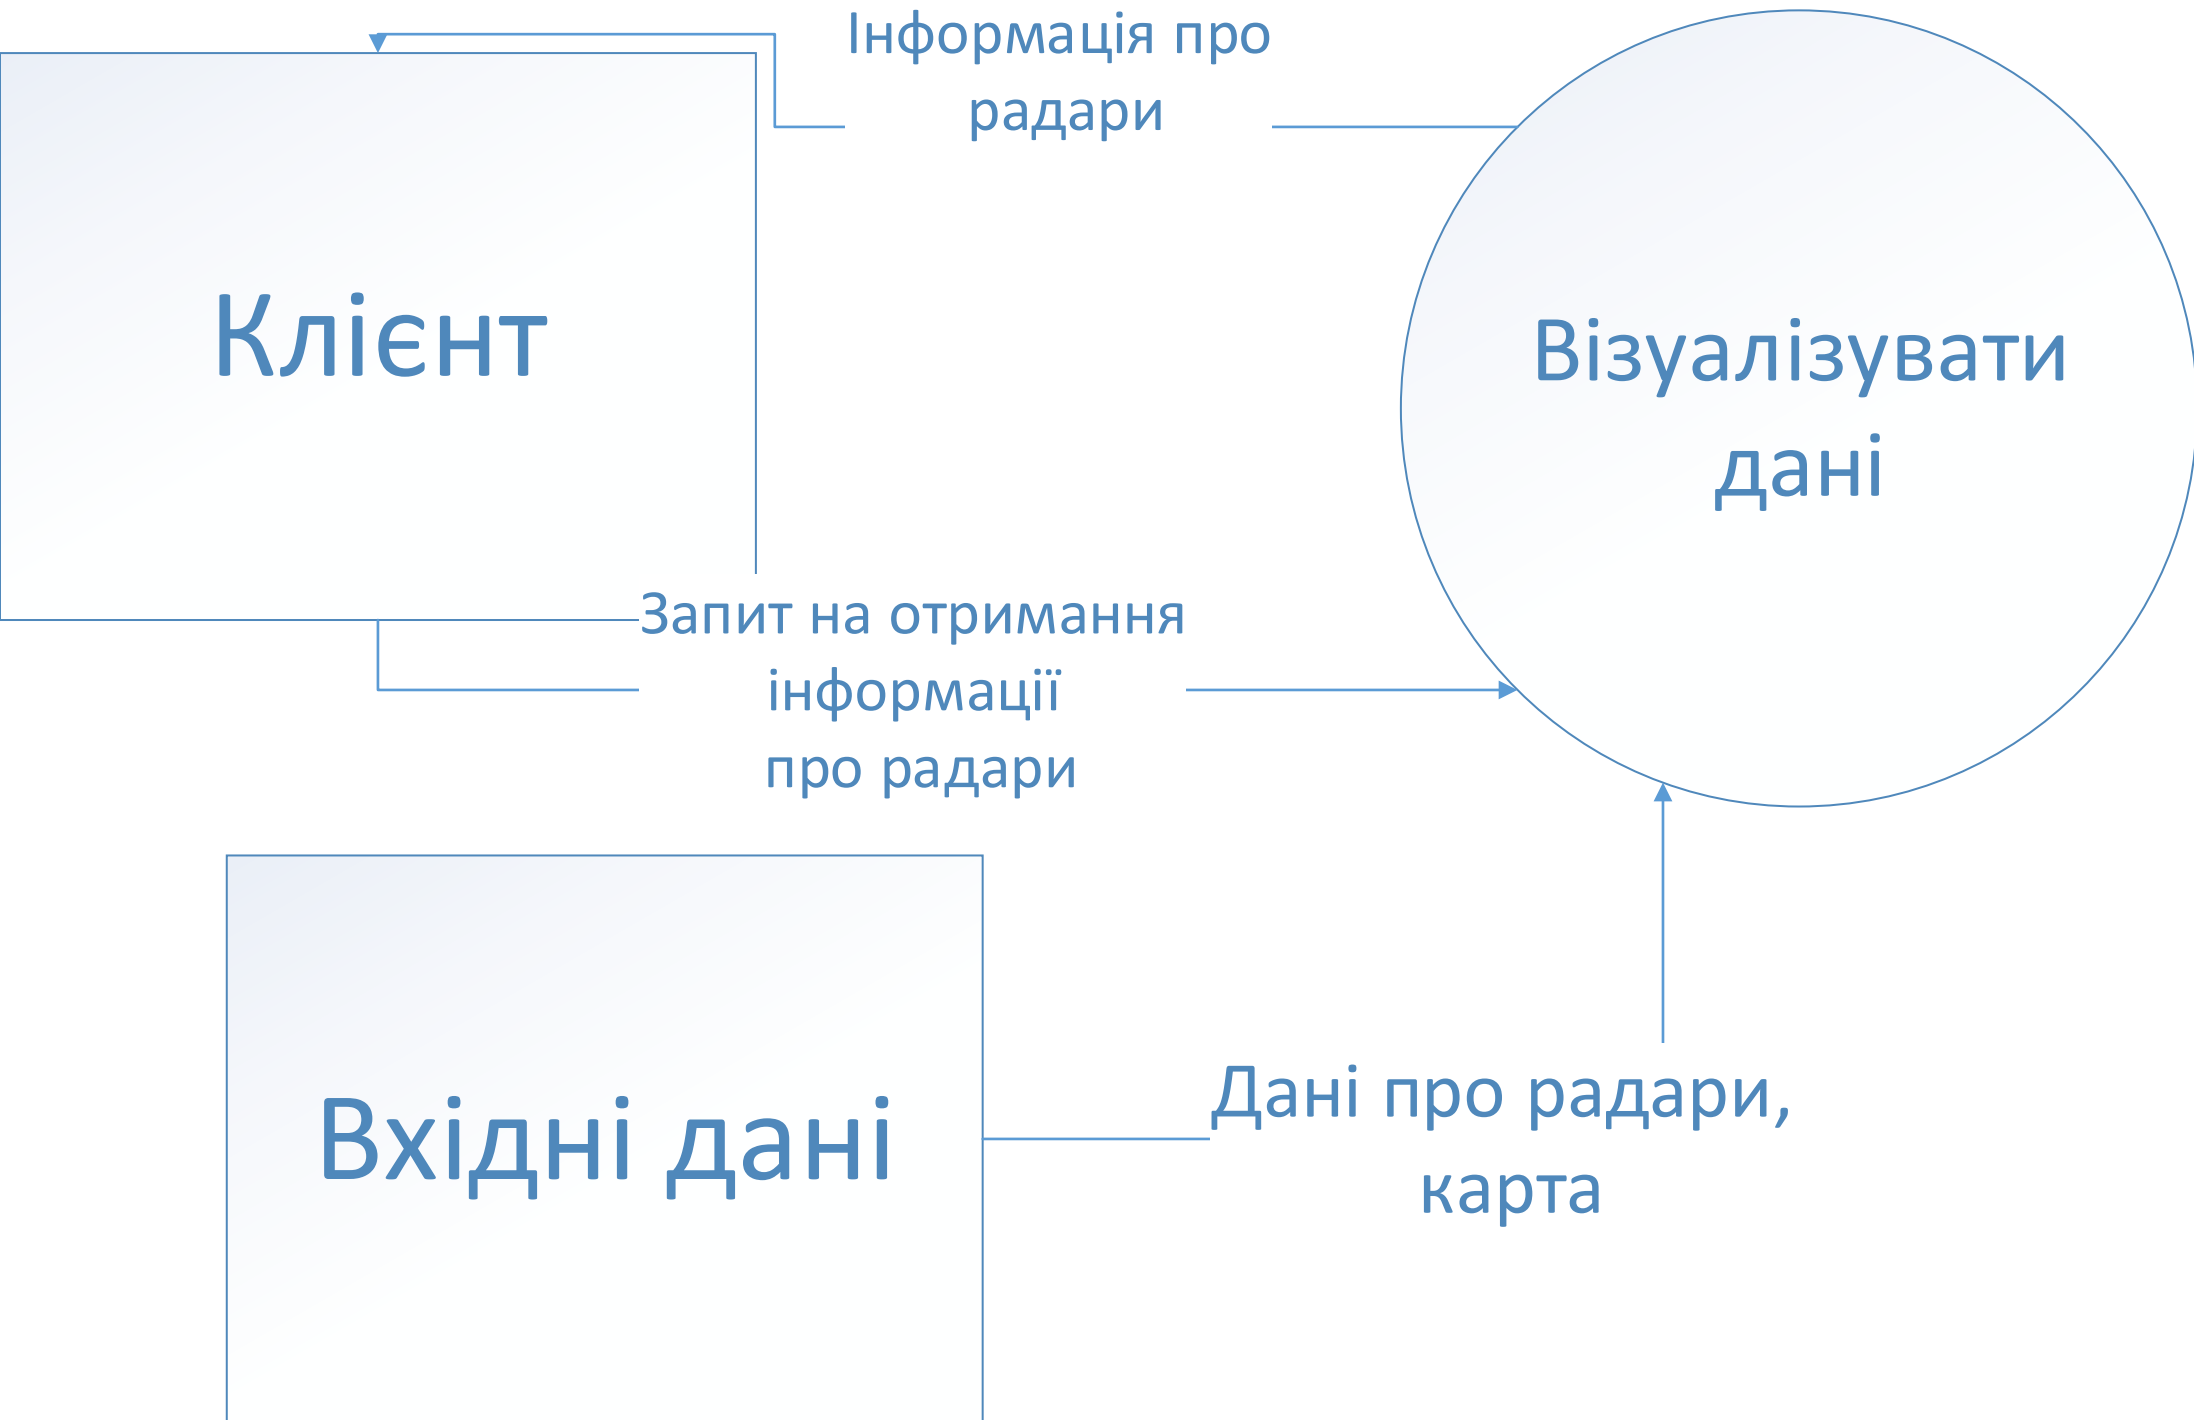 Інформація про
радари
Клієнт
Візуалізувати
дані
Запит на отримання
інформації
про радари
Вхідні дані
Дані про радари,
карта